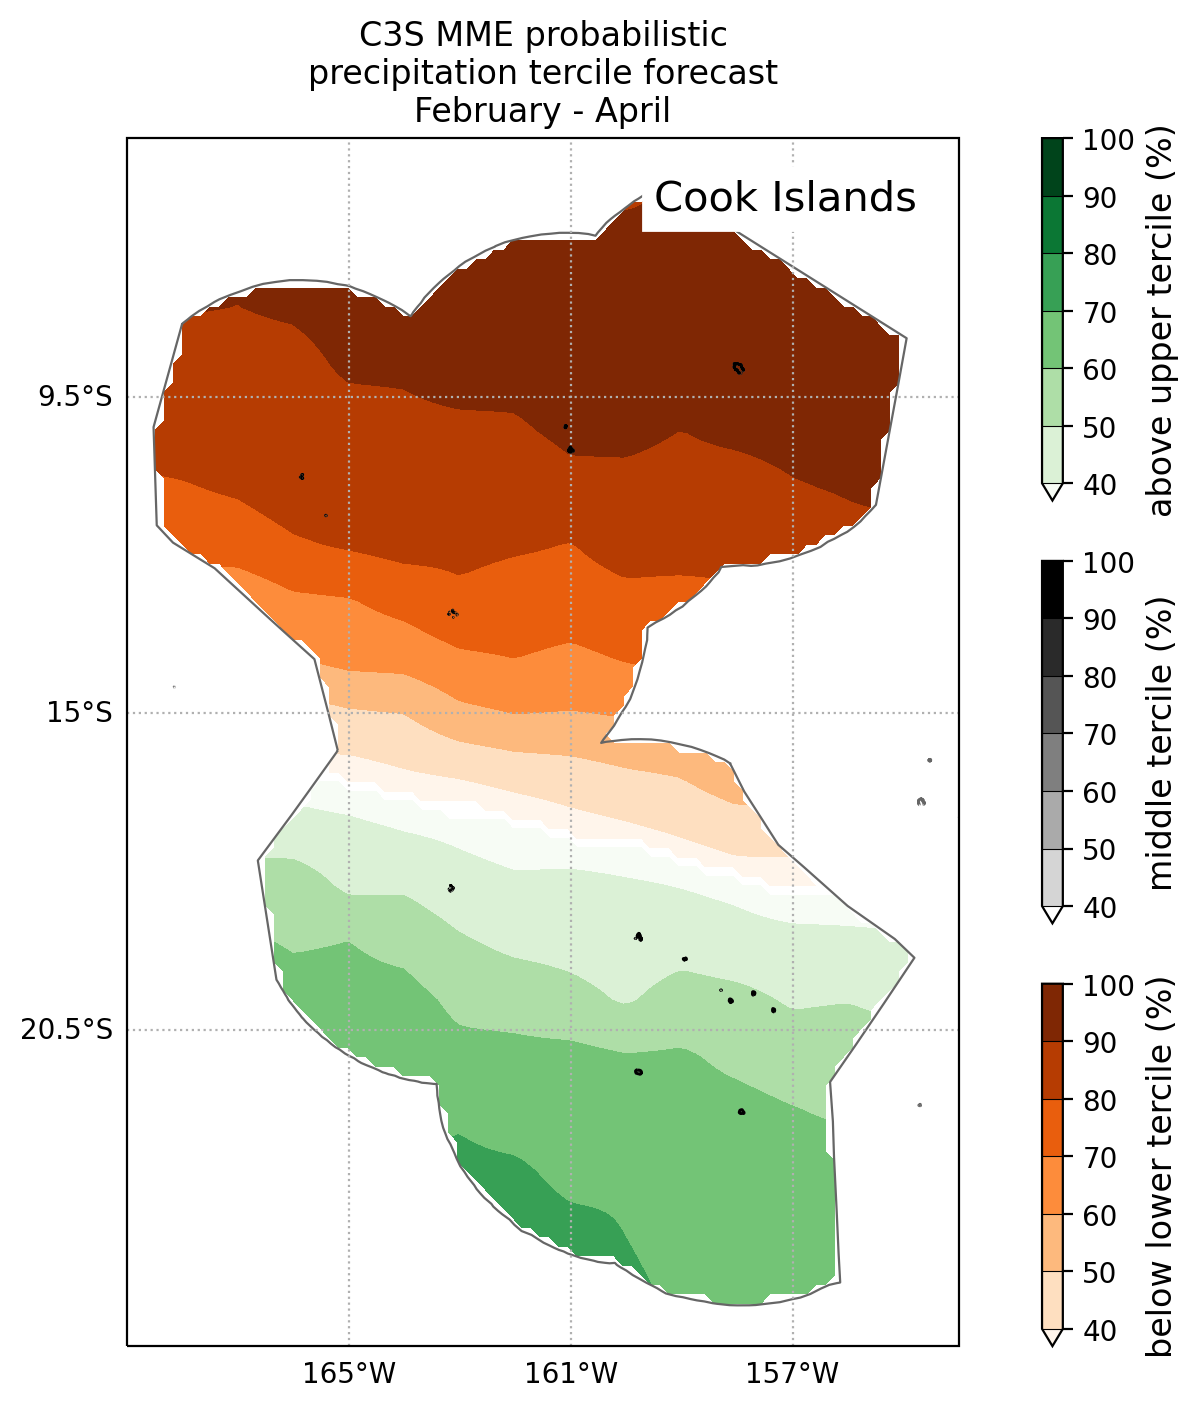 C3S MME probabilistic
precipitation tercile forecast
February - April
Cook Islands
9.5°S
15°S
20.5°S
165°W
161°W
157°W
100
90
80
70
60
50
40
above upper tercile (%)
100
90
80
70
60
50
40
middle tercile (%)
100
90
80
70
60
50
40
below lower tercile (%)